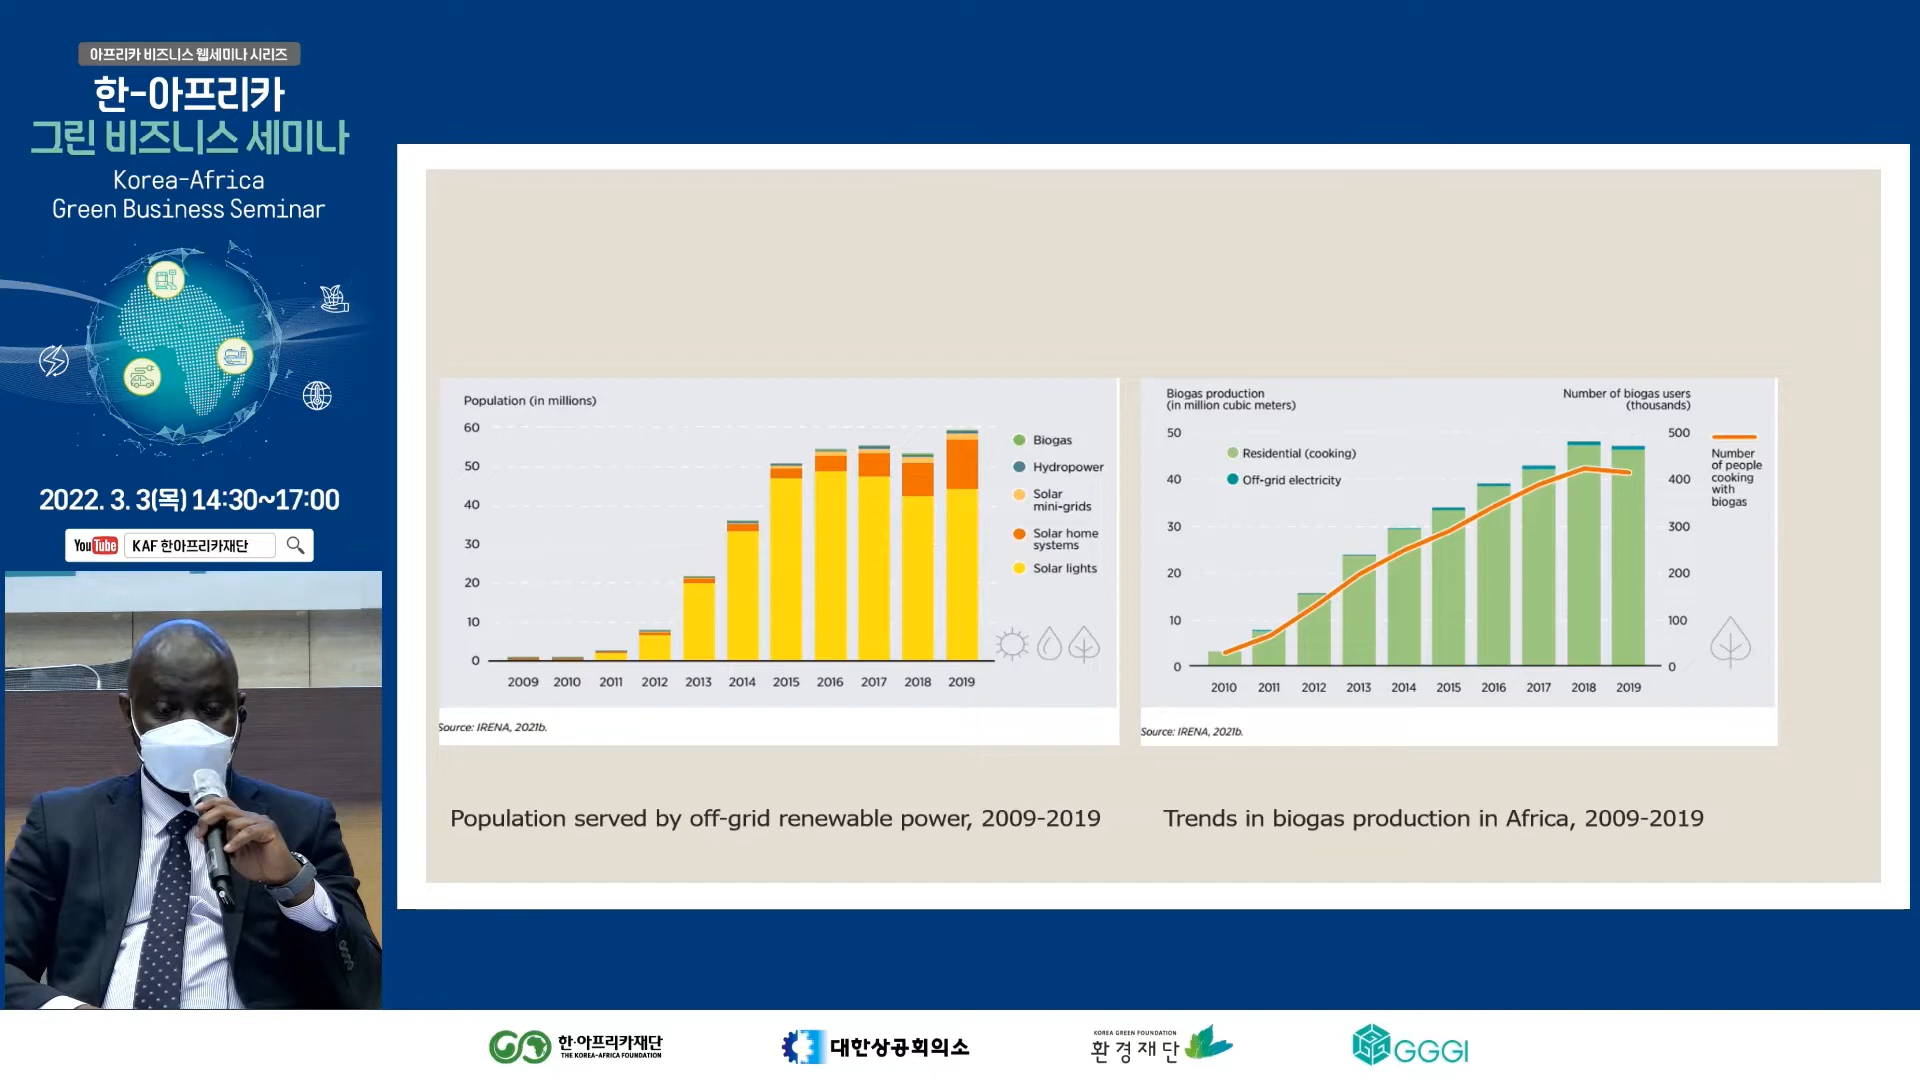 아프리카 비즈니스 웹세미나 시리즈
한-아프리카
그린 비즈니스 세미나
Korea-Africa
Green Business Seminar
2022. 3. 3(목) 14:30~17:00
YouTube KAF 한아프리카재단
Population (in millions)
60
50
40
30
20
10
0
2009 2010 2011 2012 2013 2014 2015 2016 2017 2018 2019
Biogas
Hydropower
Solar
mini-grids
Solar home
systems
Solar lights
Source: IRENA, 2021b.
Population served by off-grid renewable power, 2009-2019
Biogas production
(in million cubic meters)
Number of biogas users
(thousands)
50
40
30
20
10
0
Residential (cooking)
Off-grid electricity
500
400
300
200
100
0
Number
of people
cooking
with
biogas
2010 2011 2012 2013 2014 2015 2016 2017 2018 2019
Source: IRENA, 2021b.
Trends in biogas production in Africa, 2009-2019
한·아프리카재단
THE KOREA-AFRICA FOUNDATION
대한상공회의소
KOREA GREEN FOUNDATION
환경재단
GGGI